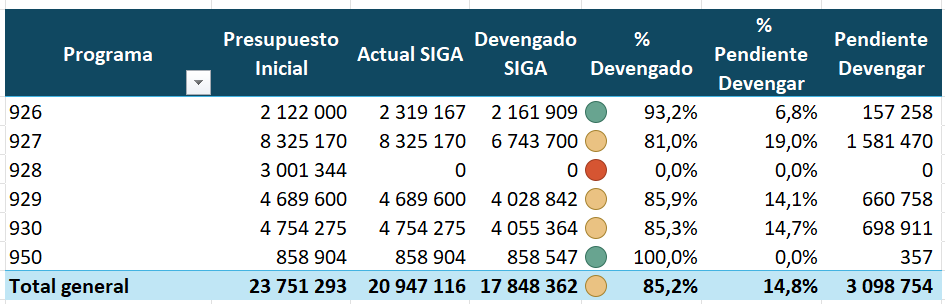 Programa Presupuesto Inicial Actual SIGA Devengado SIGA % Devengado % Pendiente Devengar Pendiente Devengar
926 2 122 000 2 319 167 2 161 909 93,2% 6,8% 157 258
927 8 325 170 8 325 170 6 743 700 81,0% 19,0% 1 581 470
928 3 001 344 0 0 0,0% 0,0% 0
929 4 689 600 4 689 600 4 028 842 85,9% 14,1% 660 758
930 4 754 275 4 754 275 4 055 364 85,3% 14,7% 698 911
950 858 904 858 904 858 547 100,0% 0,0% 357
Total general 23 751 293 20 947 116 17 848 362 85,2% 14,8% 3 098 754